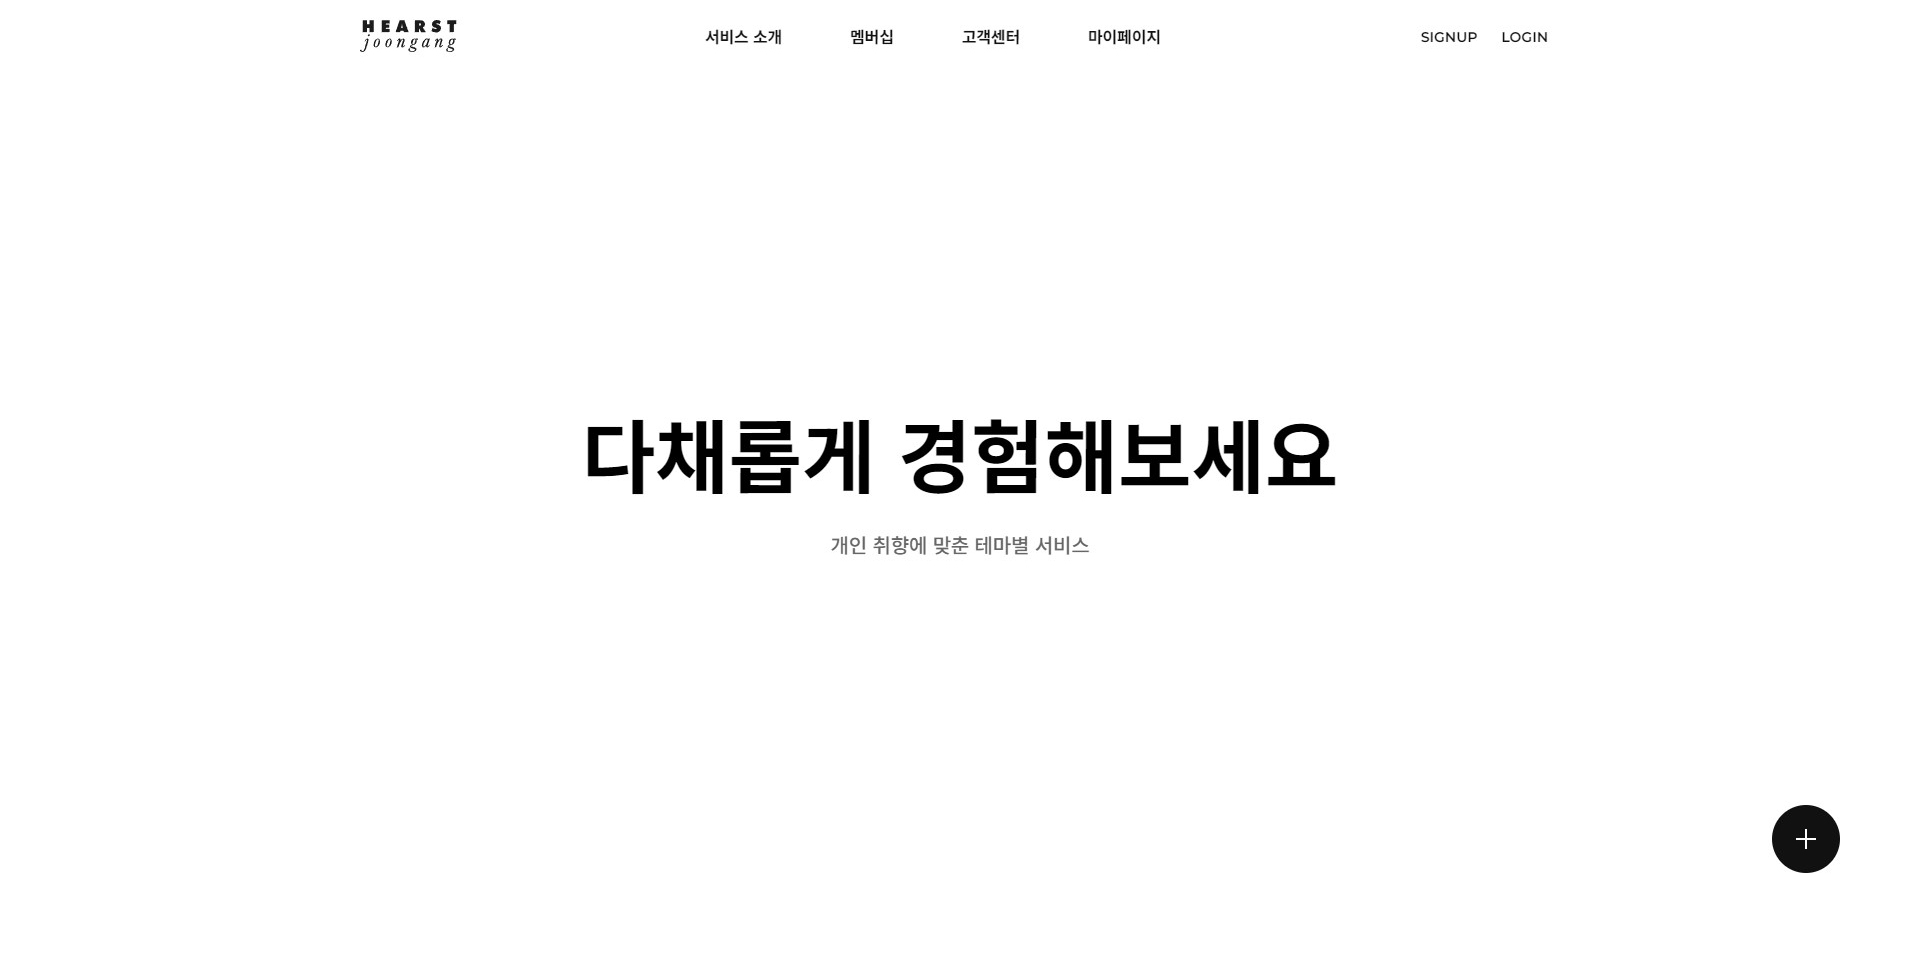 HEARST
joongang
서비스 소개
멤버십
고객센터
마이페이지
SIGNUP
LOGIN
다채롭게 경험해보세요
개인 취향에 맞춘 테마별 서비스